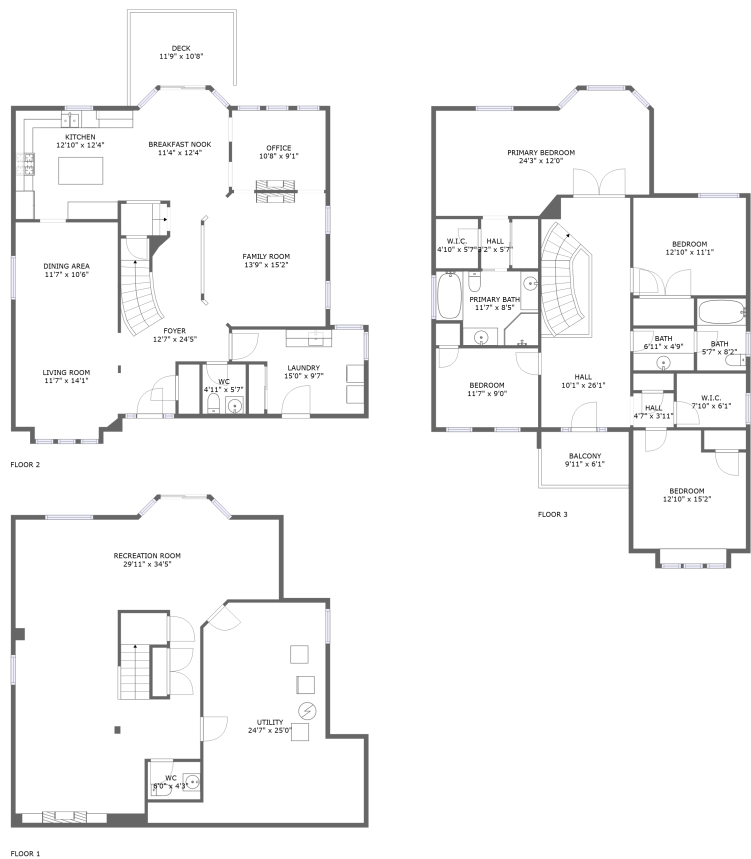 DECK
11'9" x 10'8"
KITCHEN
12'10" x 12'4"
BREAKFAST NOOK
11'4" x 12'4"
OFFICE
10'8" x 9'1"
DINING AREA
11'7" x 10'6"
FAMILY ROOM
13'9" x 15'2"
FOYER
12'7" x 24'5"
LIVING ROOM
11'7" x 14'1"
WC
4'11" x 5'7"
LAUNDRY
15'0" x 9'7"
FLOOR 2
PRIMARY BEDROOM
24'3" x 12'0"
W.I.C.
4'10" x 5'7"
HALL
3'2" x 5'7"
BEDROOM
12'10" x 11'1"
PRIMARY BATH
11'7" x 8'5"
BATH
6'11" x 4'9"
BATH
5'7" x 8'2"
BEDROOM
11'7" x 9'0"
HALL
10'1" x 26'1"
HALL
4'7" x 3'11"
W.I.C.
7'10" x 6'1"
BALCONY
9'11" x 6'1"
BEDROOM
12'10" x 15'2"
FLOOR 3
RECREATION ROOM
29'11" x 34'5"
UTILITY
24'7" x 25'0"
WC
6'0" x 4'3"
FLOOR 1